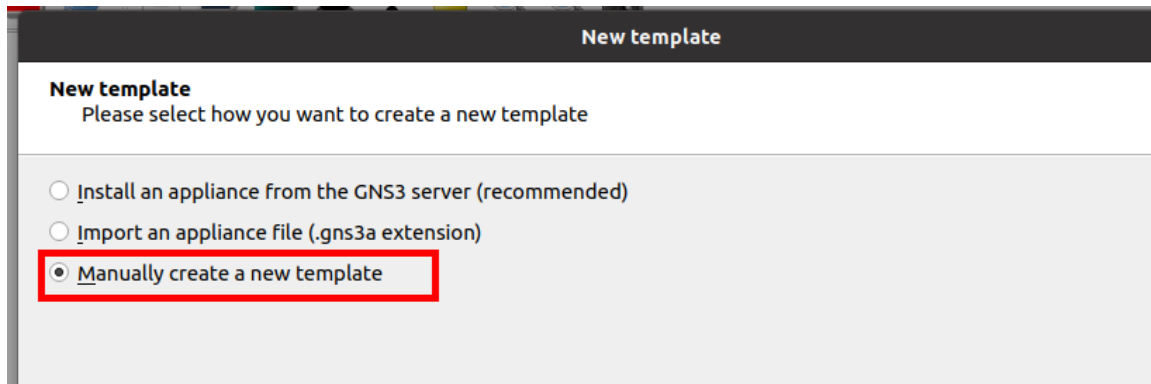 New template
New template
Please select how you want to create a new template
Install an appliance from the GNS3 server (recommended)
Import an appliance file (.gns3a extension)
Manually create a new template